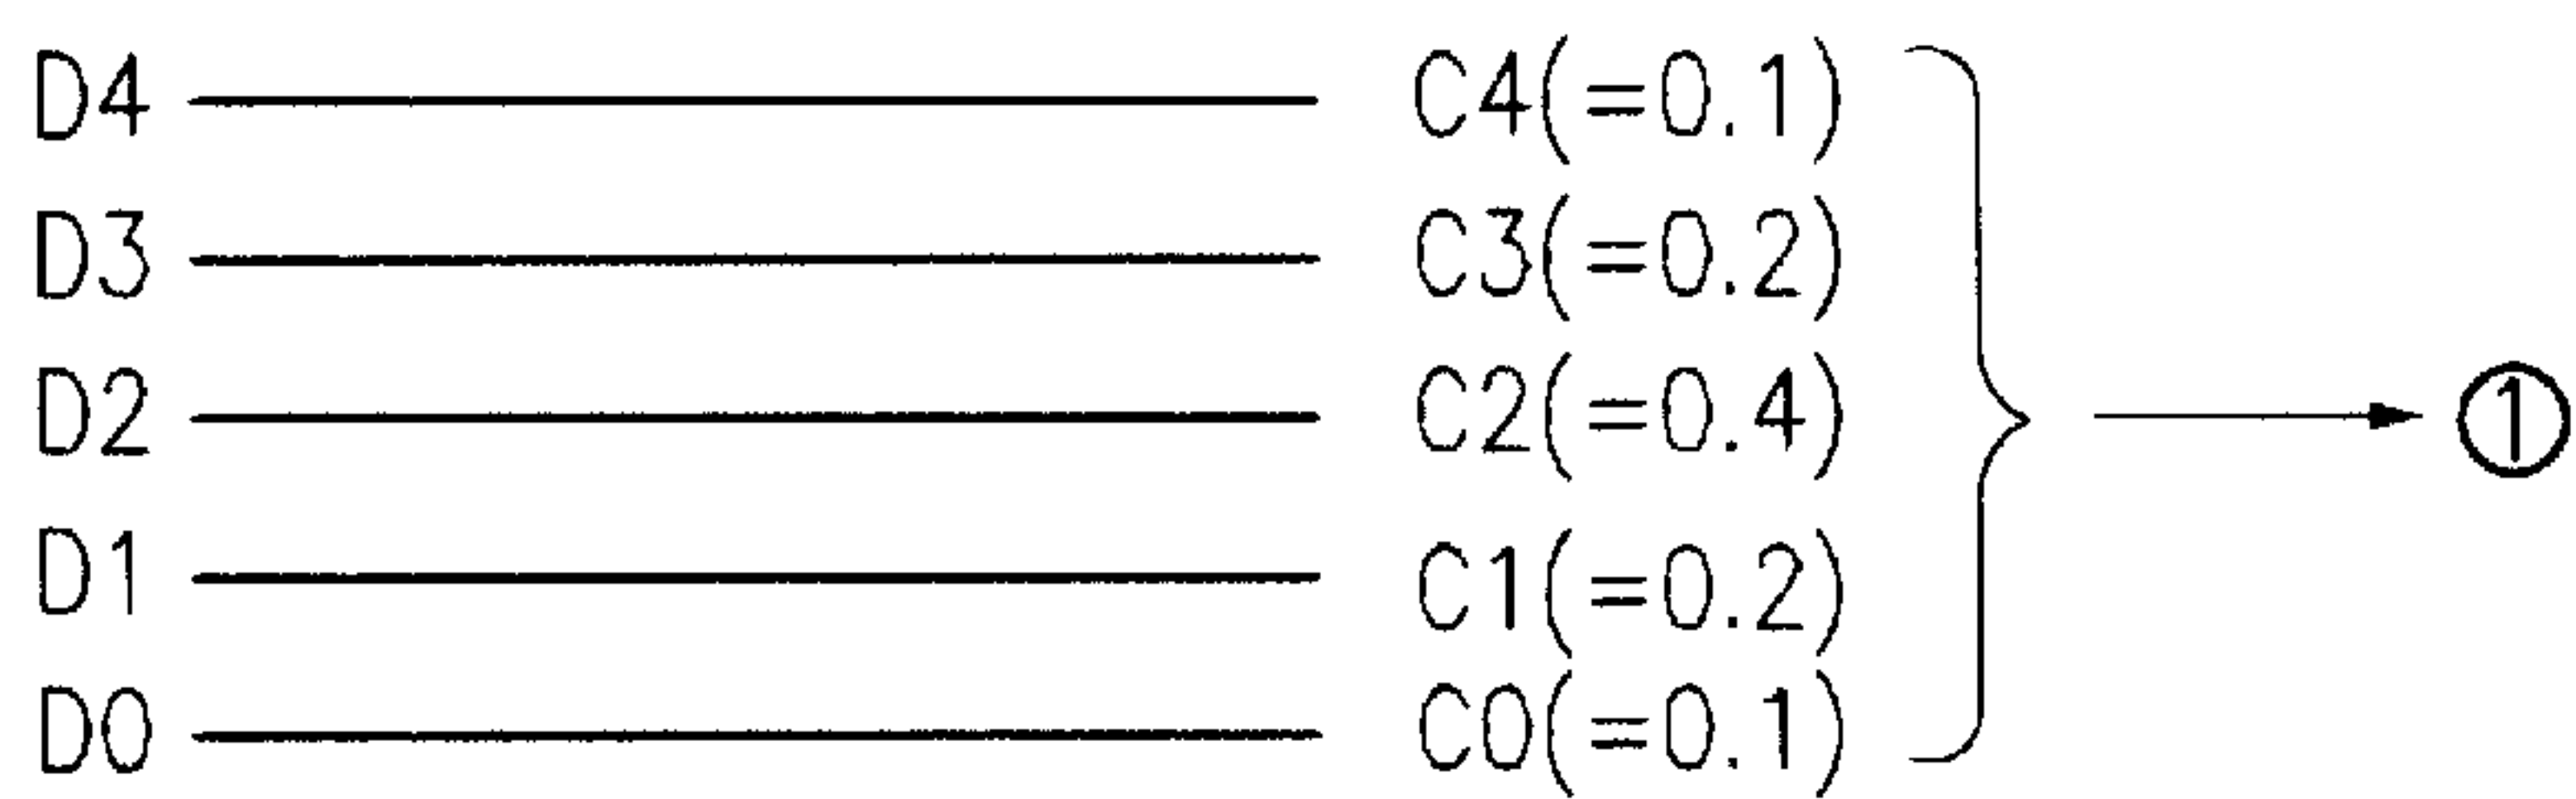 D4 C4(=0.1)
D3 C3(=0.2)
D2 C2(=0.4) ①
D1 C1(=0.2)
D0 C0(=0.1)